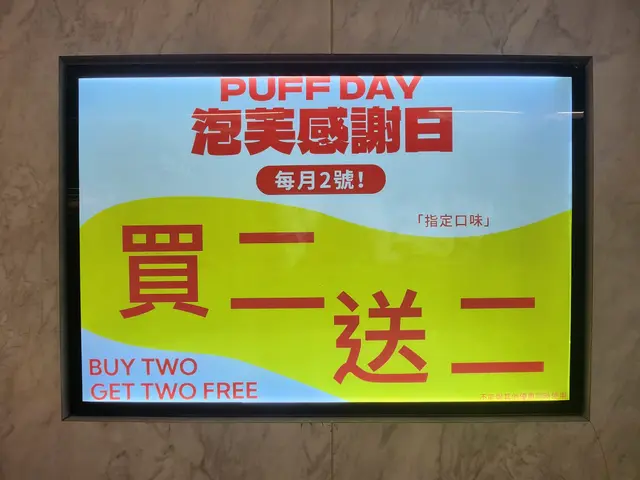 PUFF DAY
泡芙感謝日
每月2號！
「指定口味」
買二
送二
BUY TWO
GET TWO FREE